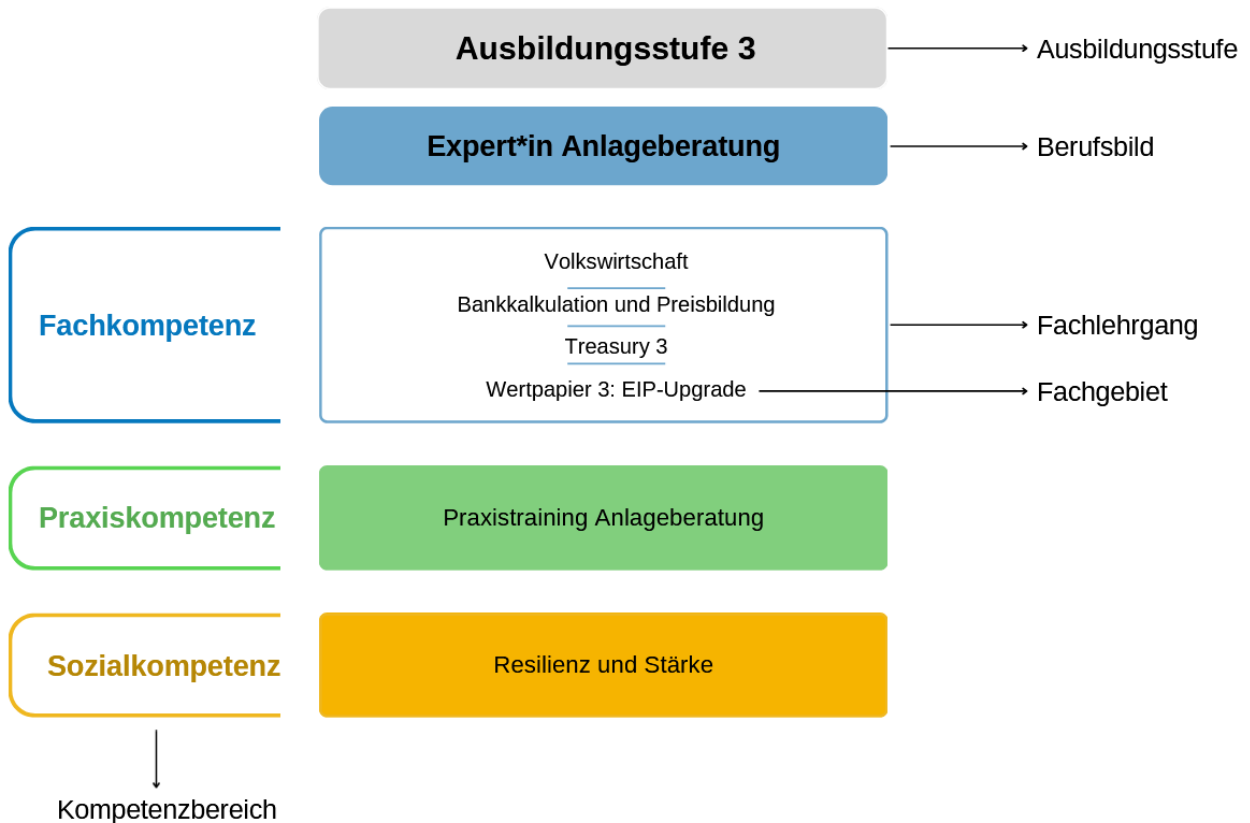 Ausbildungsstufe 3
Ausbildungsstufe
Expert*in Anlageberatung
Berufsbild
Fachkompetenz
Volkswirtschaft
Bankkalkulation und Preisbildung
Treasury 3
Wertpapier 3: EIP-Upgrade
Fachlehrgang
Fachgebiet
Praxiskompetenz
Praxistraining Anlageberatung
Sozialkompetenz
Resilienz und Stärke
Kompetenzbereich